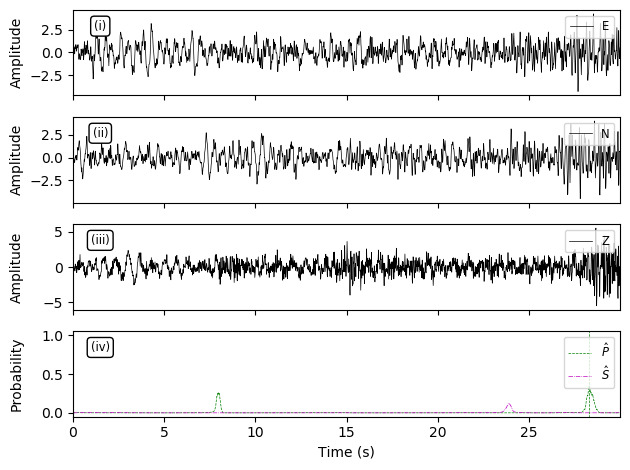 (i)
E
Amplitude
2.5
0.0
−2.5
(ii)
N
Amplitude
2.5
0.0
−2.5
(iii)
Z
Amplitude
5
0
−5
(iv)
P̂
Ŝ
Probability
1.0
0.5
0.0
0 5 10 15 20 25
Time (s)